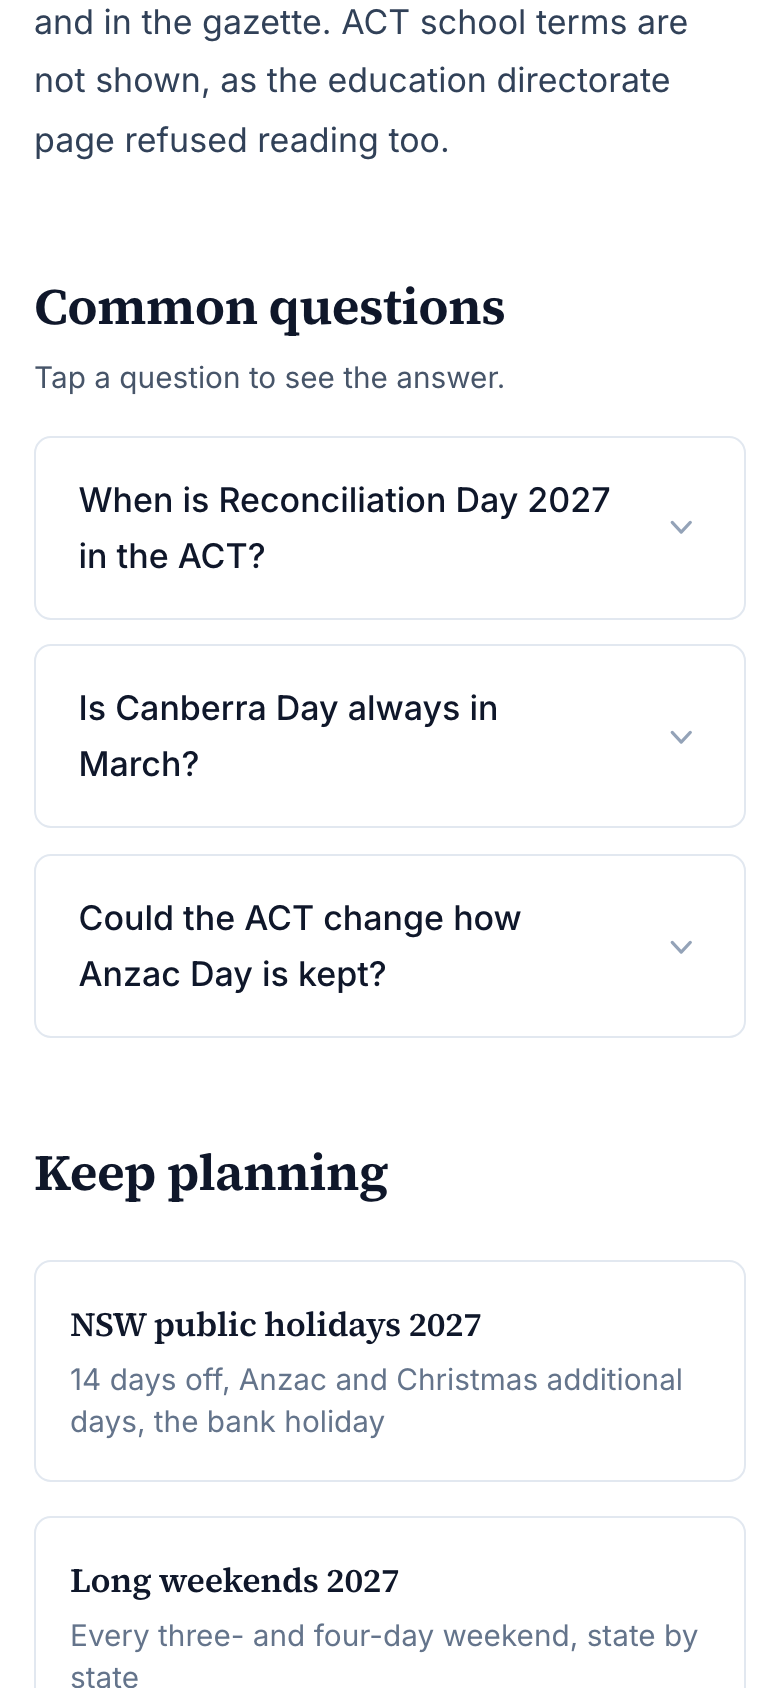 and in the gazette. ACT school terms are
not shown, as the education directorate
page refused reading too.
Common questions
Tap a question to see the answer.
When is Reconciliation Day 2027
in the ACT?
Is Canberra Day always in
March?
Could the ACT change how
Anzac Day is kept?
Keep planning
NSW public holidays 2027
14 days off, Anzac and Christmas additional
days, the bank holiday
Long weekends 2027
Every three- and four-day weekend, state by
state